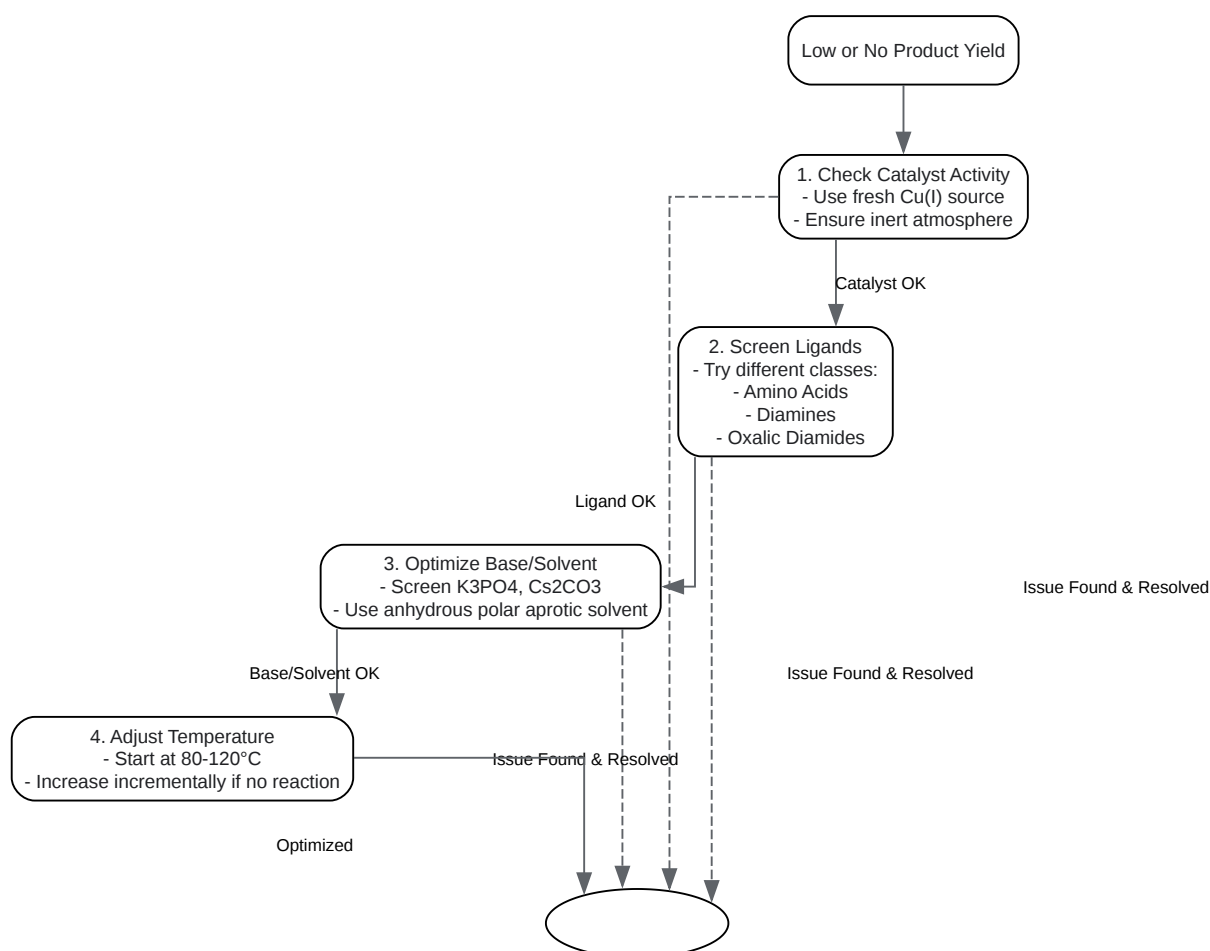 Low or No Product Yield
1. Check Catalyst Activity
- Use fresh Cu(I) source
- Ensure inert atmosphere
Catalyst OK
2. Screen Ligands
- Try different classes:
- Amino Acids
- Diamines
- Oxalic Diamides
Ligand OK
3. Optimize Base/Solvent
- Screen K3PO4, Cs2CO3
- Use anhydrous polar aprotic solvent
Issue Found & Resolved
Base/Solvent OK
Issue Found & Resolved
4. Adjust Temperature
- Start at 80-120°C
- Increase incrementally if no reaction
Issue Found & Resolved
Optimized